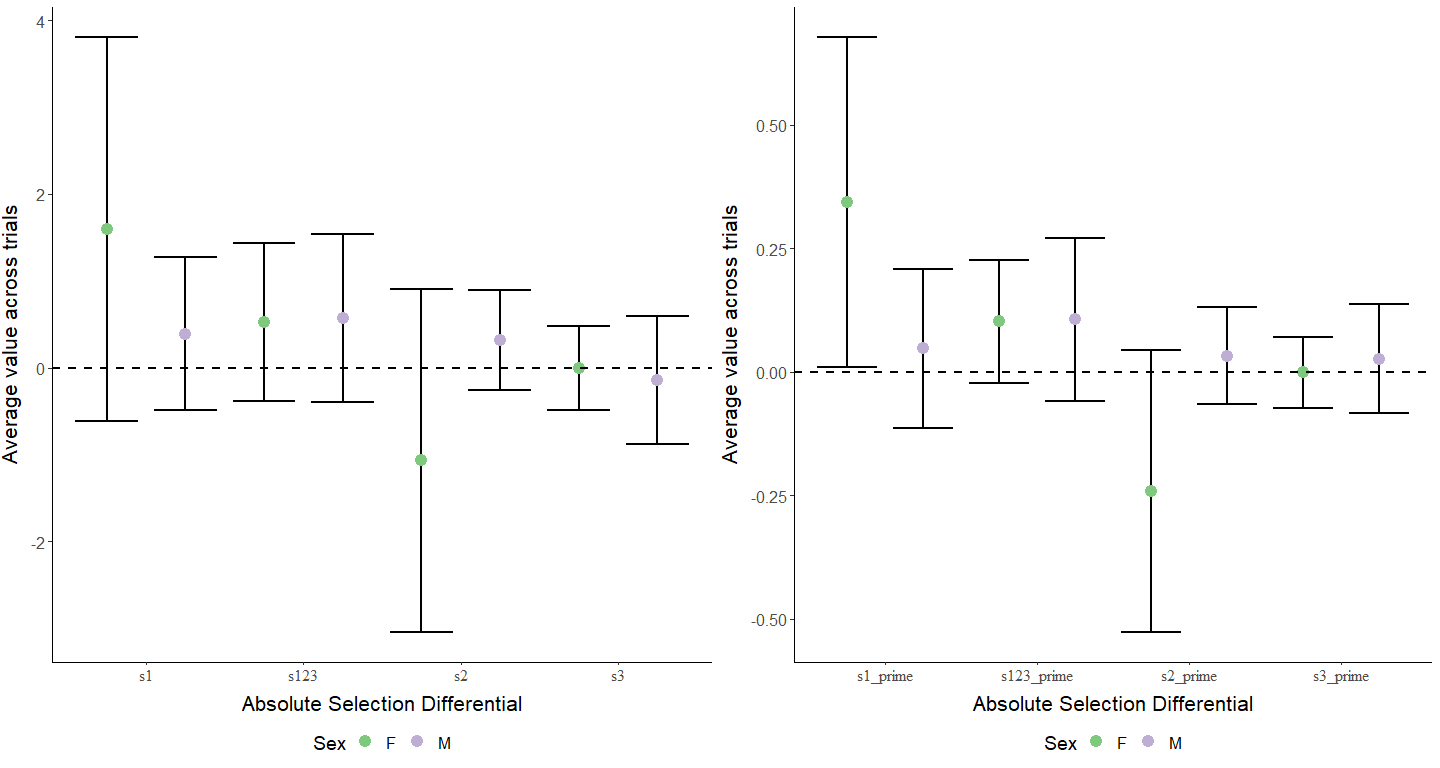 4
2
0
-2
Average value across trials
s1 s123 s2 s3
Absolute Selection Differential
Sex F M
0.50
0.25
0.00
-0.25
-0.50
Average value across trials
s1_prime s123_prime s2_prime s3_prime
Absolute Selection Differential
Sex F M